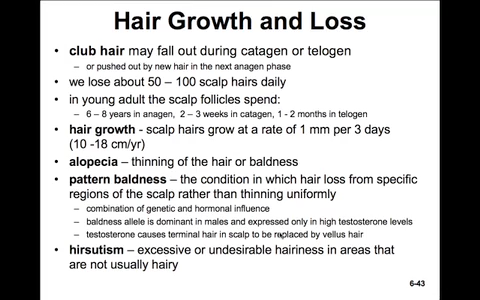 Hair Growth and Loss
• club hair may fall out during catagen or telogen
– or pushed out by new hair in the next anagen phase
• we lose about 50 – 100 scalp hairs daily
• in young adult the scalp follicles spend:
– 6 – 8 years in anagen, 2 – 3 weeks in catagen, 1 - 2 months in telogen
• hair growth - scalp hairs grow at a rate of 1 mm per 3 days
(10 -18 cm/yr)
• alopecia – thinning of the hair or baldness
• pattern baldness – the condition in which hair loss from specific
regions of the scalp rather than thinning uniformly
– combination of genetic and hormonal influence
– baldness allele is dominant in males and expressed only in high testosterone levels
– testosterone causes terminal hair in scalp to be replaced by vellus hair
• hirsutism – excessive or undesirable hairiness in areas that
are not usually hairy
6-43